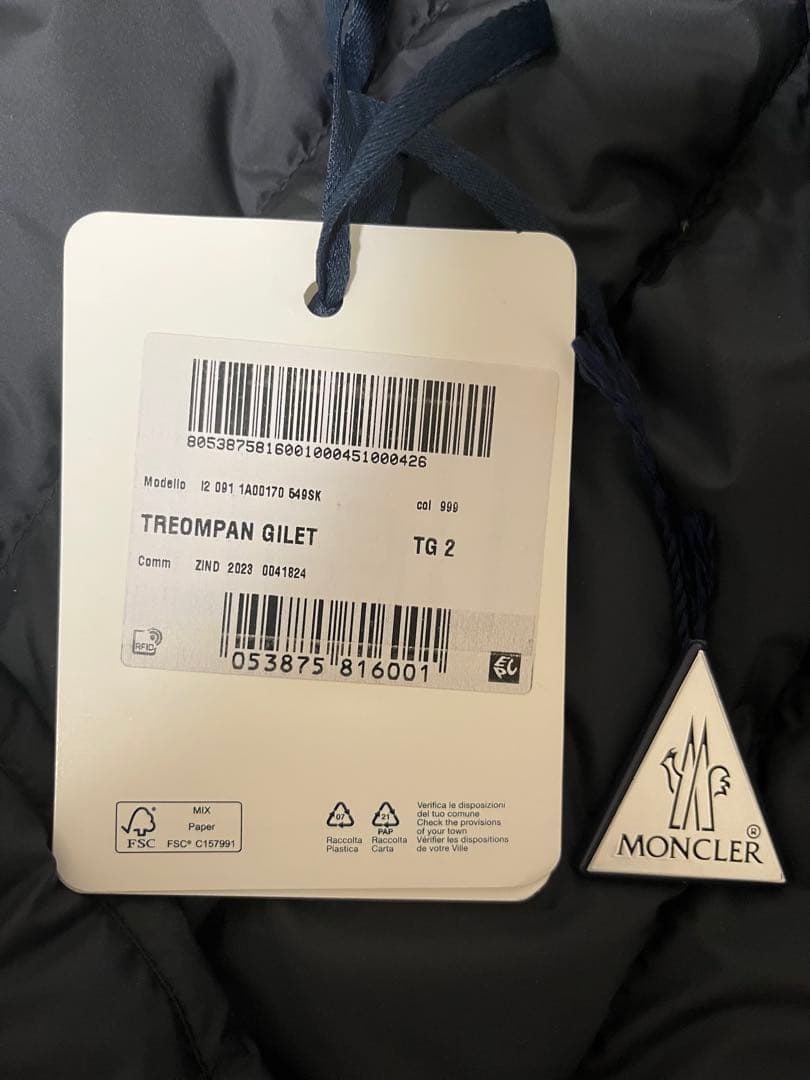 8053875816001000451000426
Modello I2 091 1A00170 549SK
col 999
TREOMPAN GILET
TG 2
Comm ZIND 2023 0041824
RFID
053875 816001
FSC
MIX
Paper
FSC® C157991
07
Raccolta
Plastica
21
PAP
Raccolta
Carta
Verifica le disposizioni
del tuo comune
Check the provisions
of your town
Vérifier les dispositions
de votre Ville
MONCLER®